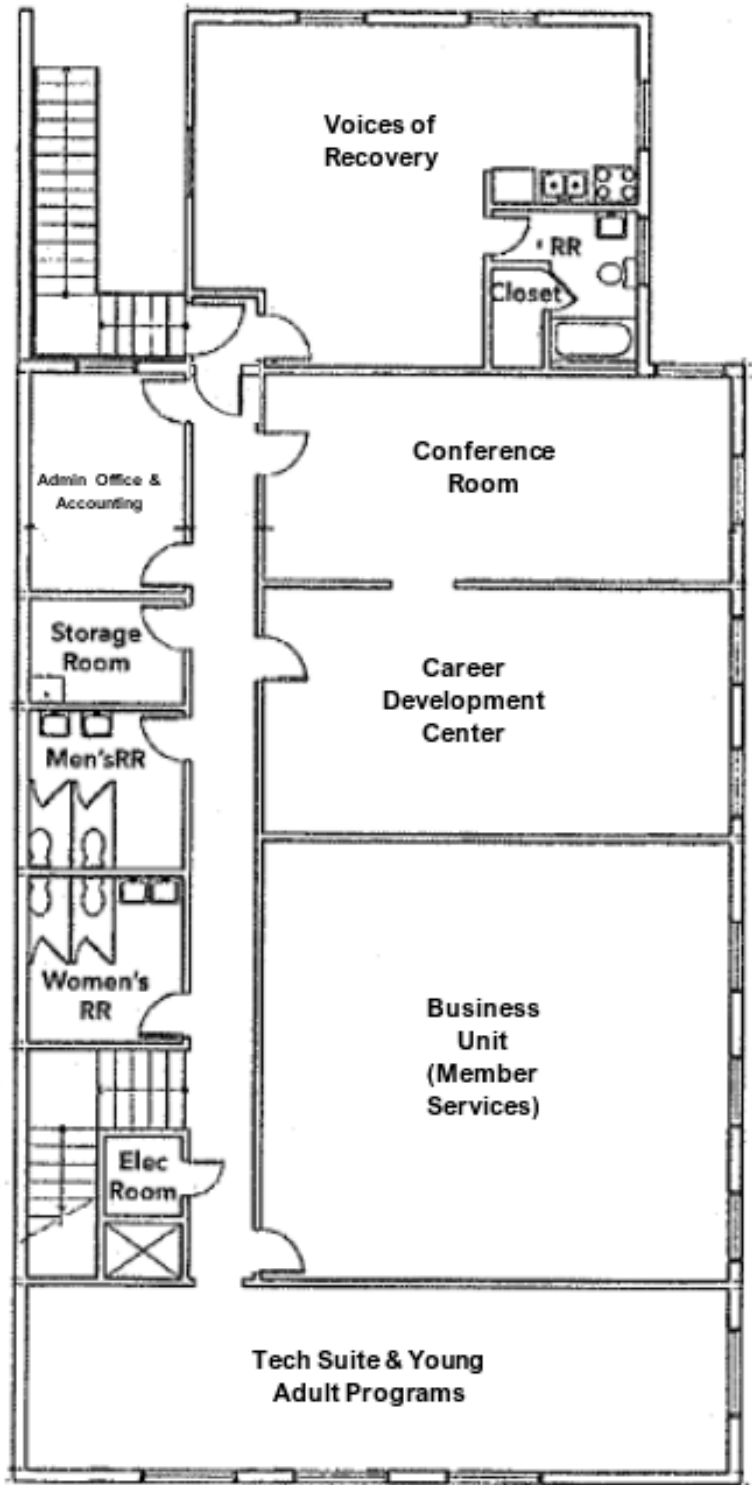 Voices of
Recovery
RR
Closet
Conference
Room
Admin Office &
Accounting
Storage
Room
Career
Development
Center
Men'sRR
Women's
RR
Business
Unit
(Member
Services)
Elec
Room
Tech Suite & Young
Adult Programs